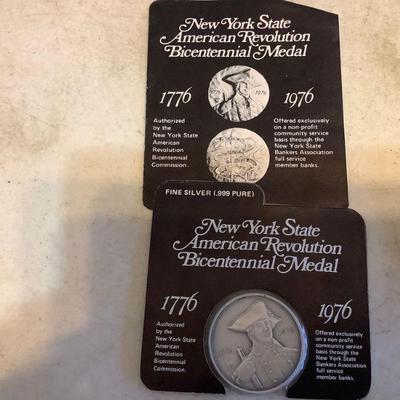 New York State
American Revolution
Bicentennial Medal
1776
1976
1976
Authorized
by the
New York State
American
Revolution
Bicentennial
Commission.
Offered exclusively
on a non-profit
community service
basis through the
New York State
Bankers Association
full service
member banks.
FINE SILVER (.999 PURE)
New York State
American Revolution
Bicentennial Medal
1776
1976
Authorized
by the
New York State
American
Revolution
Bicentennial
Commission.
Offered exclusively
on a non-profit
community service
basis through the
New York State
Bankers Association
full service
member banks.